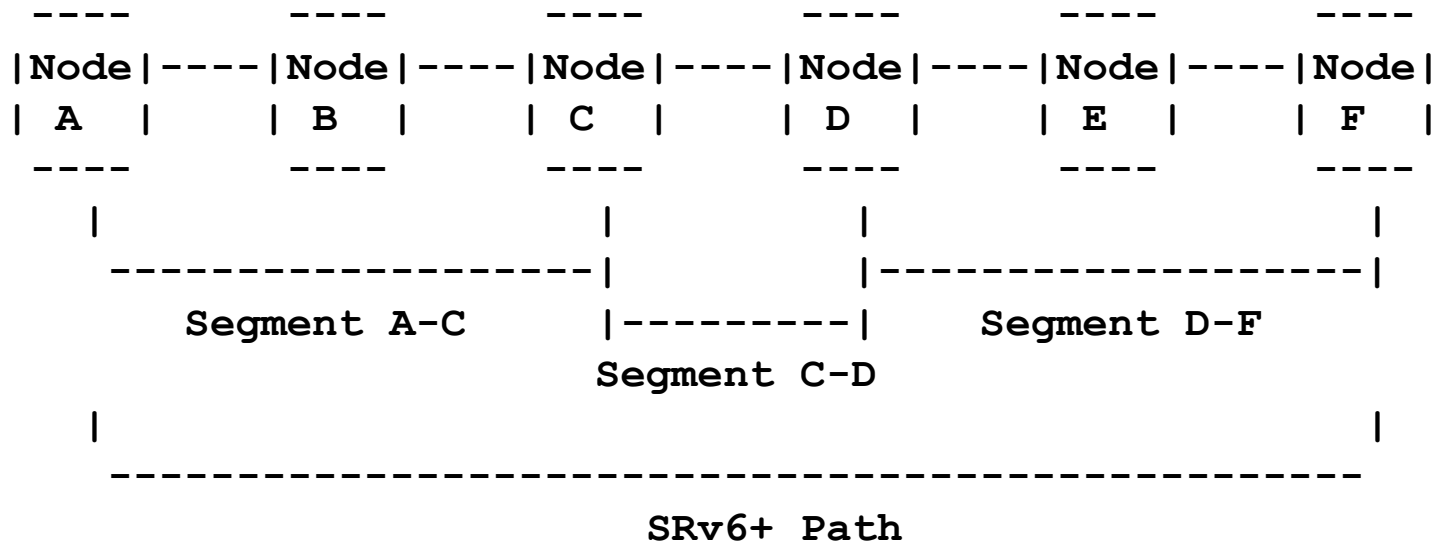 ----      ----      ----      ----      ----      ----
|Node|----|Node|----|Node|----|Node|----|Node|----|Node|
| A  |    | B  |    | C  |    | D  |    | E  |    | F  |
 ----      ----      ----      ----      ----      ----
   |                   |         |                   |
    -------------------|         |-------------------|
       Segment A-C     |---------|    Segment D-F
                       Segment C-D
   |                                                 |
    -------------------------------------------------
                         SRv6+ Path